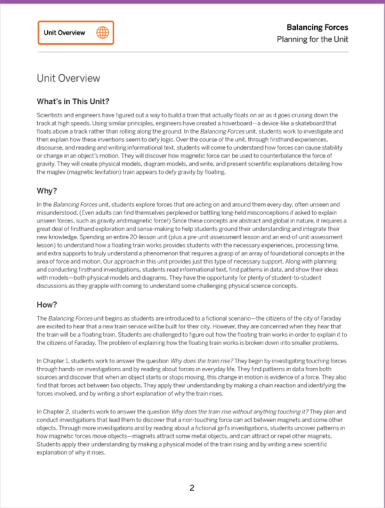 Unit Overview
Balancing Forces
Planning for the Unit
Unit Overview
What's in This Unit?
Scientists and engineers have figured out a way to build a train that actually floats on air as it goes cruising down the
track at high speeds. Using similar principles, engineers have created a hoverboard—a device like a skateboard that
floats above a track rather than rolling along the ground. In the Balancing Forces unit, students work to investigate and
then explain how these inventions seem to defy logic. Over the course of the unit, through firsthand experiences,
discourse, and reading and writing informational text, students will come to understand how forces can cause stability
or change in an object's motion. They will discover how magnetic force can be used to counterbalance the force of
gravity. They will create physical models, diagram models, and write, and present scientific explanations detailing how
the maglev (magnetic levitation) train appears to defy gravity by floating.
Why?
In the Balancing Forces unit, students explore forces that are acting on and around them every day, often unseen and
misunderstood. (Even adults can find themselves perplexed or battling long-held misconceptions if asked to explain
unseen forces, such as gravity and magnetic force!) Since these concepts are abstract and global in nature, it requires a
great deal of firsthand exploration and sense-making to help students ground their understanding and integrate their
new knowledge. Spending an entire 20-lesson unit (plus a pre-unit assessment lesson and an end-of-unit assessment
lesson) to understand how a floating train works provides students with the necessary experiences, processing time,
and extra supports to truly understand a phenomenon that requires a grasp of an array of foundational concepts in the
area of force and motion. Our approach in this unit provides just this type of necessary support. Along with planning
and conducting firsthand investigations, students read informational text, find patterns in data, and show their ideas
with models—both physical models and diagrams. They have the opportunity for plenty of student-to-student
discussions as they grapple with coming to understand some challenging physical science concepts.
How?
The Balancing Forces unit begins as students are introduced to a fictional scenario—the citizens of the city of Faraday
are excited to hear that a new train service will be built for their city. However, they are concerned when they hear that
the train will be a floating train. Students are challenged to figure out how the floating train works in order to explain it to
the citizens of Faraday. The problem of explaining how the floating train works is broken down into smaller problems.
In Chapter 1, students work to answer the question Why does the train rise? They begin by investigating touching forces
through hands-on investigations and by reading about forces in everyday life. They find patterns in data from both
sources and discover that when an object starts or stops moving, this change in motion is evidence of a force. They also
find that forces act between two objects. They apply their understanding by making a chain reaction and identifying the
forces involved, and by writing a short explanation of why the train rises.
In Chapter 2, students work to answer the question Why does the train rise without anything touching it? They plan and
conduct investigations that lead them to discover that a non-touching force can act between magnets and some other
objects. Through more investigations and by reading about a fictional girl's investigations, students uncover patterns in
how magnetic forces move objects—magnets attract some metal objects, and can attract or repel other magnets.
Students apply their understanding by making a physical model of the train rising and by writing a new scientific
explanation of why it rises.
2